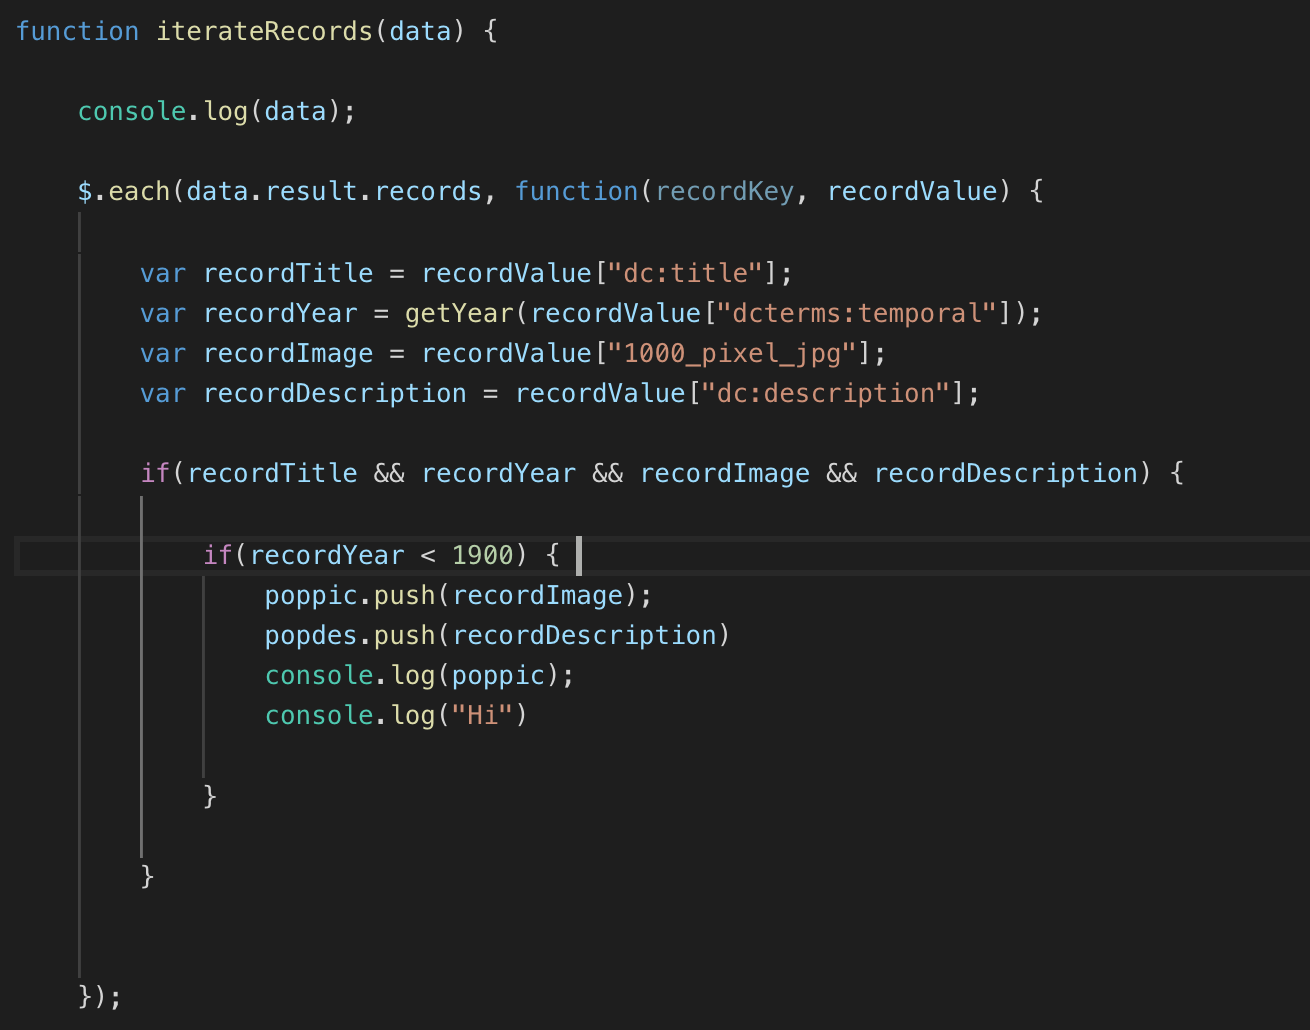 function iterateRecords(data) {
console.log(data);
$.each(data.result.records, function(recordKey, recordValue) {
var recordTitle = recordValue["dc:title"];
var recordYear = getYear(recordValue["dcterms:temporal"]);
var recordImage = recordValue["1000_pixel_jpg"];
var recordDescription = recordValue["dc:description"];
if(recordTitle && recordYear && recordImage && recordDescription) {
if(recordYear < 1900) {
poppic.push(recordImage);
popdes.push(recordDescription)
console.log(poppic);
console.log("Hi")
}
}
});